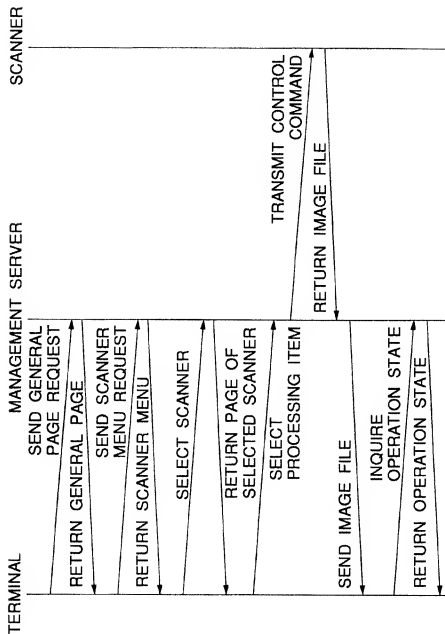 TERMINAL
MANAGEMENT SERVER
SCANNER
SEND GENERAL
PAGE REQUEST
RETURN GENERAL PAGE
SEND SCANNER
MENU REQUEST
RETURN SCANNER MENU
SELECT SCANNER
RETURN PAGE OF
SELECTED SCANNER
SELECT
PROCESSING ITEM
TRANSMIT CONTROL
COMMAND
RETURN IMAGE FILE
SEND IMAGE FILE
INQUIRE
OPERATION STATE
RETURN OPERATION STATE